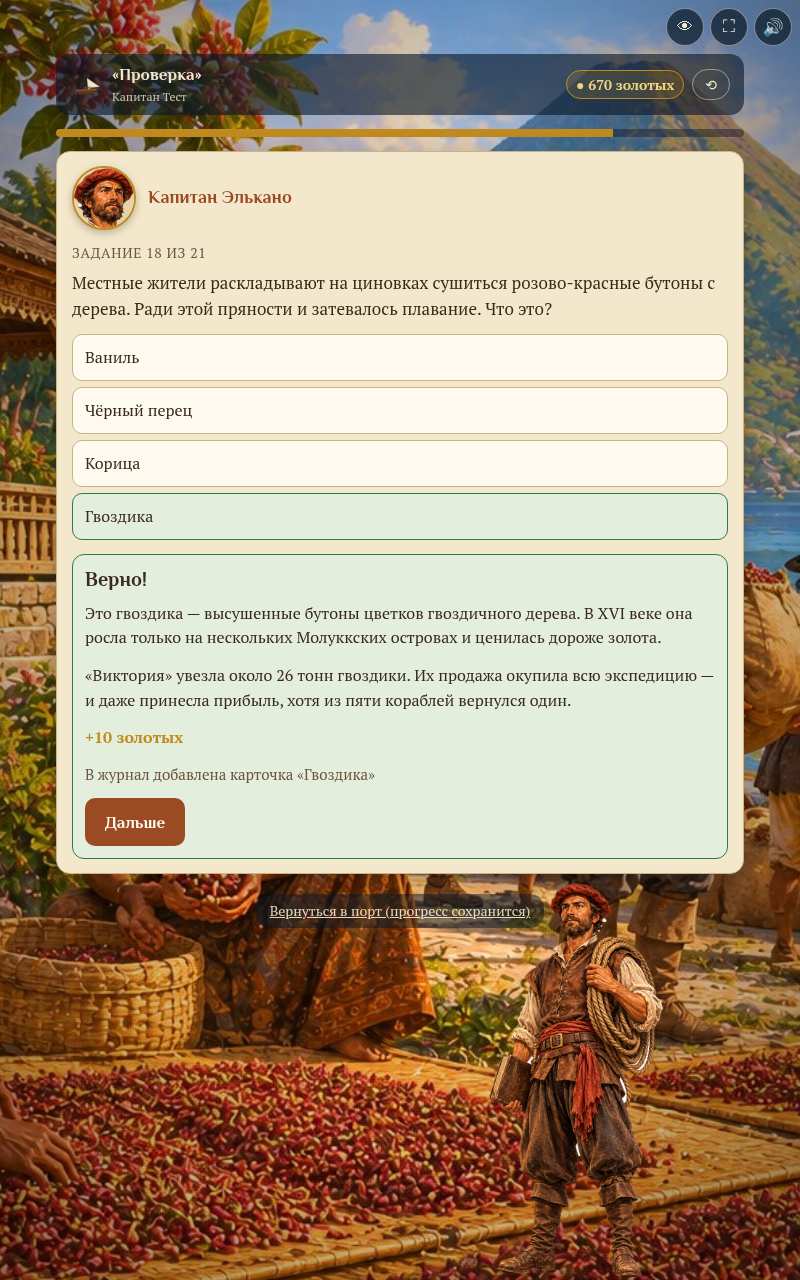 «Проверка»
Капитан Тест
● 670 золотых
Капитан Элькано
ЗАДАНИЕ 18 ИЗ 21
Местные жители раскладывают на циновках сушиться розово-красные бутоны с
дерева. Ради этой пряности и затевалось плавание. Что это?
Ваниль
Чёрный перец
Корица
Гвоздика
Верно!
Это гвоздика — высушенные бутоны цветков гвоздичного дерева. В XVI веке она
росла только на нескольких Молуккских островах и ценилась дороже золота.
«Виктория» увезла около 26 тонн гвоздики. Их продажа окупила всю экспедицию —
и даже принесла прибыль, хотя из пяти кораблей вернулся один.
+10 золотых
В журнал добавлена карточка «Гвоздика»
Дальше
Вернуться в порт (прогресс сохранится)